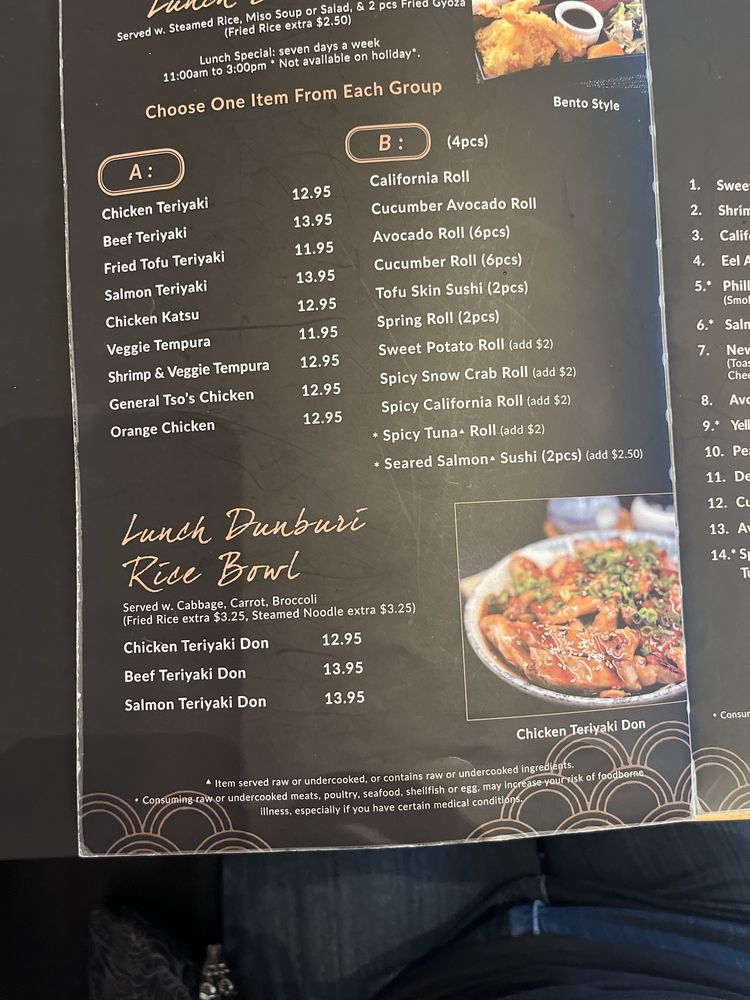 Lunch
Served w. Steamed Rice, Miso Soup or Salad, & 2 pcs Fried Gyoza
(Fried Rice extra $2.50)
Lunch Special: seven days a week
11:00am to 3:00pm * Not available on holiday*.
Choose One Item From Each Group
Bento Style
A :
Chicken Teriyaki 12.95
Beef Teriyaki 13.95
Fried Tofu Teriyaki 11.95
Salmon Teriyaki 13.95
Chicken Katsu 12.95
Veggie Tempura 11.95
Shrimp & Veggie Tempura 12.95
General Tso's Chicken 12.95
Orange Chicken 12.95
B : (4pcs)
California Roll
Cucumber Avocado Roll
Avocado Roll (6pcs)
Cucumber Roll (6pcs)
Tofu Skin Sushi (2pcs)
Spring Roll (2pcs)
Sweet Potato Roll (add $2)
Spicy Snow Crab Roll (add $2)
Spicy California Roll (add $2)
* Spicy Tuna▲ Roll (add $2)
* Seared Salmon▲ Sushi (2pcs) (add $2.50)
Lunch Dunburi
Rice Bowl
Served w. Cabbage, Carrot, Broccoli
(Fried Rice extra $3.25, Steamed Noodle extra $3.25)
Chicken Teriyaki Don 12.95
Beef Teriyaki Don 13.95
Salmon Teriyaki Don 13.95
Chicken Teriyaki Don
▲ Item served raw or undercooked, or contains raw or undercooked ingredients.
* Consuming raw or undercooked meats, poultry, seafood, shellfish or egg, may increase your risk of foodborne
illness, especially if you have certain medical conditions.
1.
2.
3.
4. Eel
5.*
6.*
7.
8.
9.*
10.
11.
12.
13.
14.*